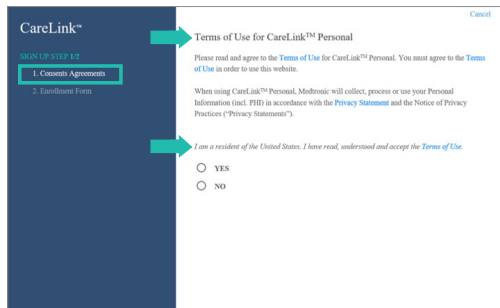 CareLink™
SIGN UP STEP 1/2
1. Consents Agreements
2. Enrollment Form
Cancel
Terms of Use for CareLink™ Personal
Please read and agree to the Terms of Use for CareLink™ Personal. You must agree to the Terms
of Use in order to use this website.
When using CareLink™ Personal, Medtronic will collect, process or use your Personal
Information (incl. PHI) in accordance with the Privacy Statement and the Notice of Privacy
Practices (“Privacy Statements”).
I am a resident of the United States. I have read, understood and accept the Terms of Use.
YES
NO